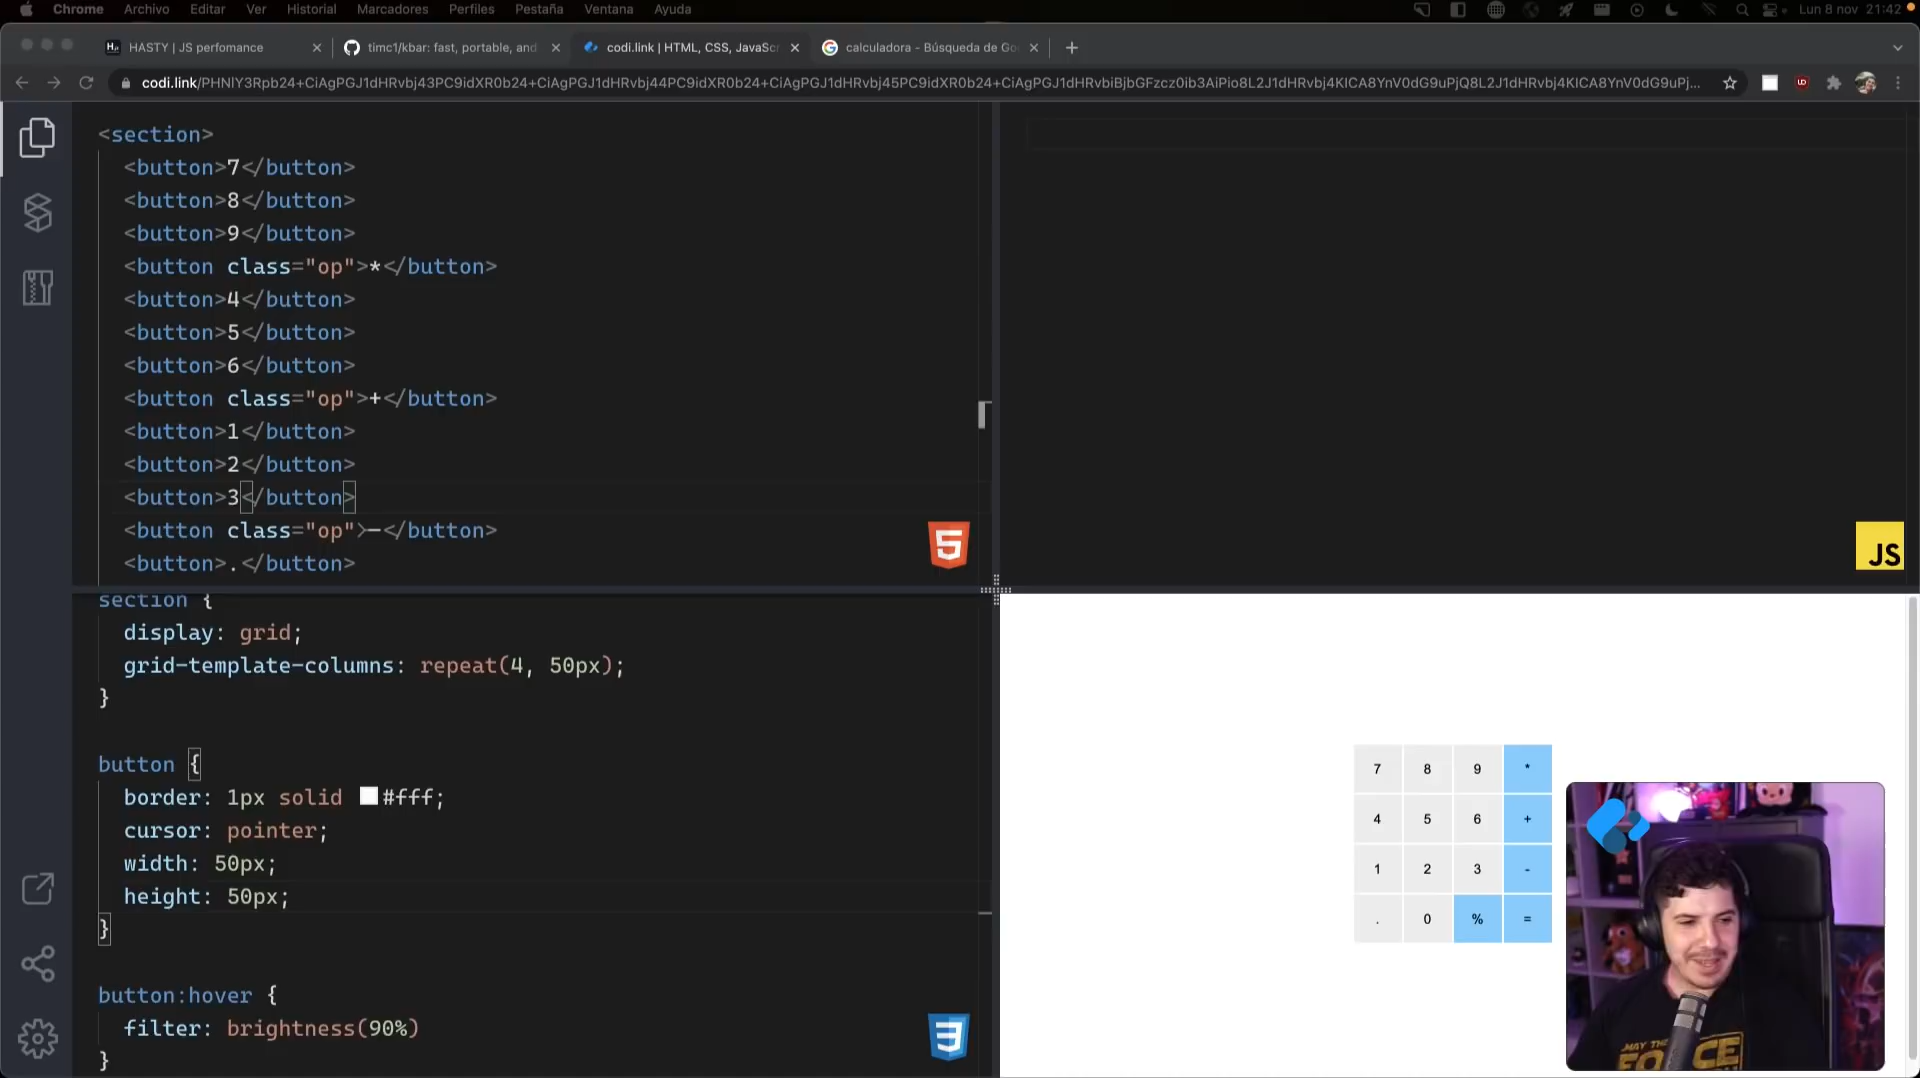 Chrome Archivo Editar Ver Historial Marcadores Perfiles Pestaña Ventana Ayuda Lun 8 nov 21:42
HASTY | JS perfomance
timc1/kbar: fast, portable, and
codi.link | HTML, CSS, JavaScr
calculadora - Búsqueda de Go
codi.link/PHNlY3Rpb24+CiAgPGJ1dHRvbj43PC9idXR0b24+CiAgPGJ1dHRvbj44PC9idXR0b24+CiAgPGJ1dHRvbj45PC9idXR0b24+CiAgPGJ1dHRvbiBjbGFzcz0ib3AiPio8L2J1dHRvbj4KICA8YnV0dG9uPjQ8L2J1dHRvbj4KICA8YnV0dG9uPj...
<section>
<button>7</button>
<button>8</button>
<button>9</button>
<button class="op">*</button>
<button>4</button>
<button>5</button>
<button>6</button>
<button class="op">+</button>
<button>1</button>
<button>2</button>
<button>3</button>
<button class="op">-</button>
<button>.</button>
5
JS
section {
display: grid;
grid-template-columns: repeat(4, 50px);
}
button {
border: 1px solid #fff;
cursor: pointer;
width: 50px;
height: 50px;
}
button:hover {
filter: brightness(90%)
}
3
7 8 9 *
4 5 6 +
1 2 3 -
. 0 % =
MAY THE
FORCE